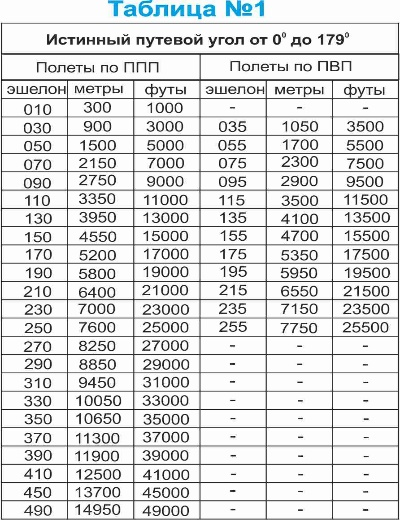 Таблица №1
Истинный путевой угол от 0⁰ до 179⁰
Полеты по ППП Полеты по ПВП
эшелон метры футы эшелон метры футы
010 300 1000 - - -
030 900 3000 035 1050 3500
050 1500 5000 055 1700 5500
070 2150 7000 075 2300 7500
090 2750 9000 095 2900 9500
110 3350 11000 115 3500 11500
130 3950 13000 135 4100 13500
150 4550 15000 155 4700 15500
170 5200 17000 175 5350 17500
190 5800 19000 195 5950 19500
210 6400 21000 215 6550 21500
230 7000 23000 235 7150 23500
250 7600 25000 255 7750 25500
270 8250 27000 - - -
290 8850 29000 - - -
310 9450 31000 - - -
330 10050 33000 - - -
350 10650 35000 - - -
370 11300 37000 - - -
390 11900 39000 - - -
410 12500 41000 - - -
450 13700 45000 - - -
490 14950 49000 - - -